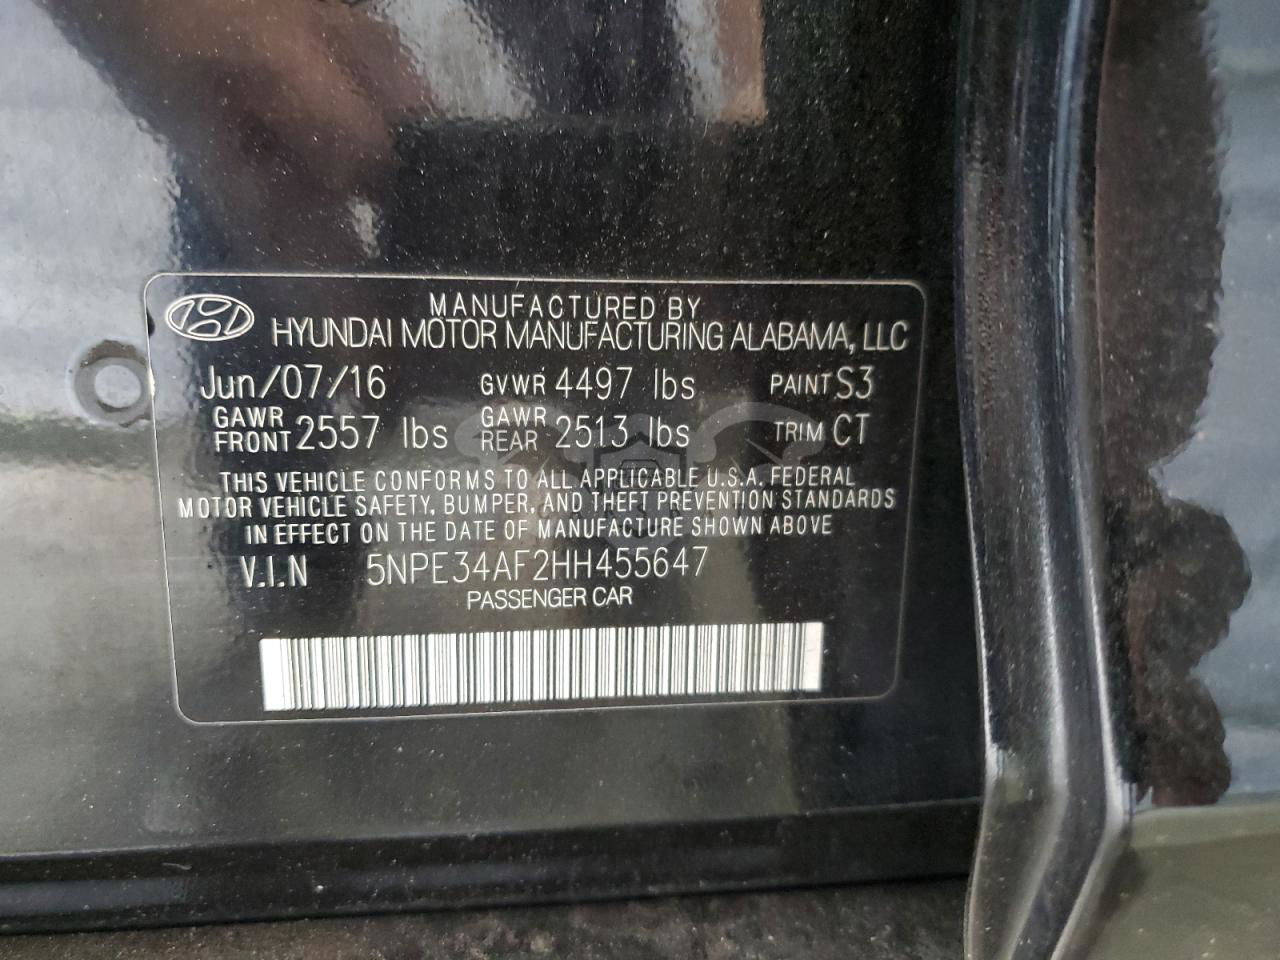 MANUFACTURED BY
HYUNDAI MOTOR MANUFACTURING ALABAMA, LLC
Jun/07/16 GVWR 4497 lbs PAINT S3
GAWR FRONT 2557 lbs GAWR REAR 2513 lbs TRIM CT
THIS VEHICLE CONFORMS TO ALL APPLICABLE U.S.A. FEDERAL
MOTOR VEHICLE SAFETY, BUMPER, AND THEFT PREVENTION STANDARDS
IN EFFECT ON THE DATE OF MANUFACTURE SHOWN ABOVE
V.I.N 5NPE34AF2HH455647
PASSENGER CAR